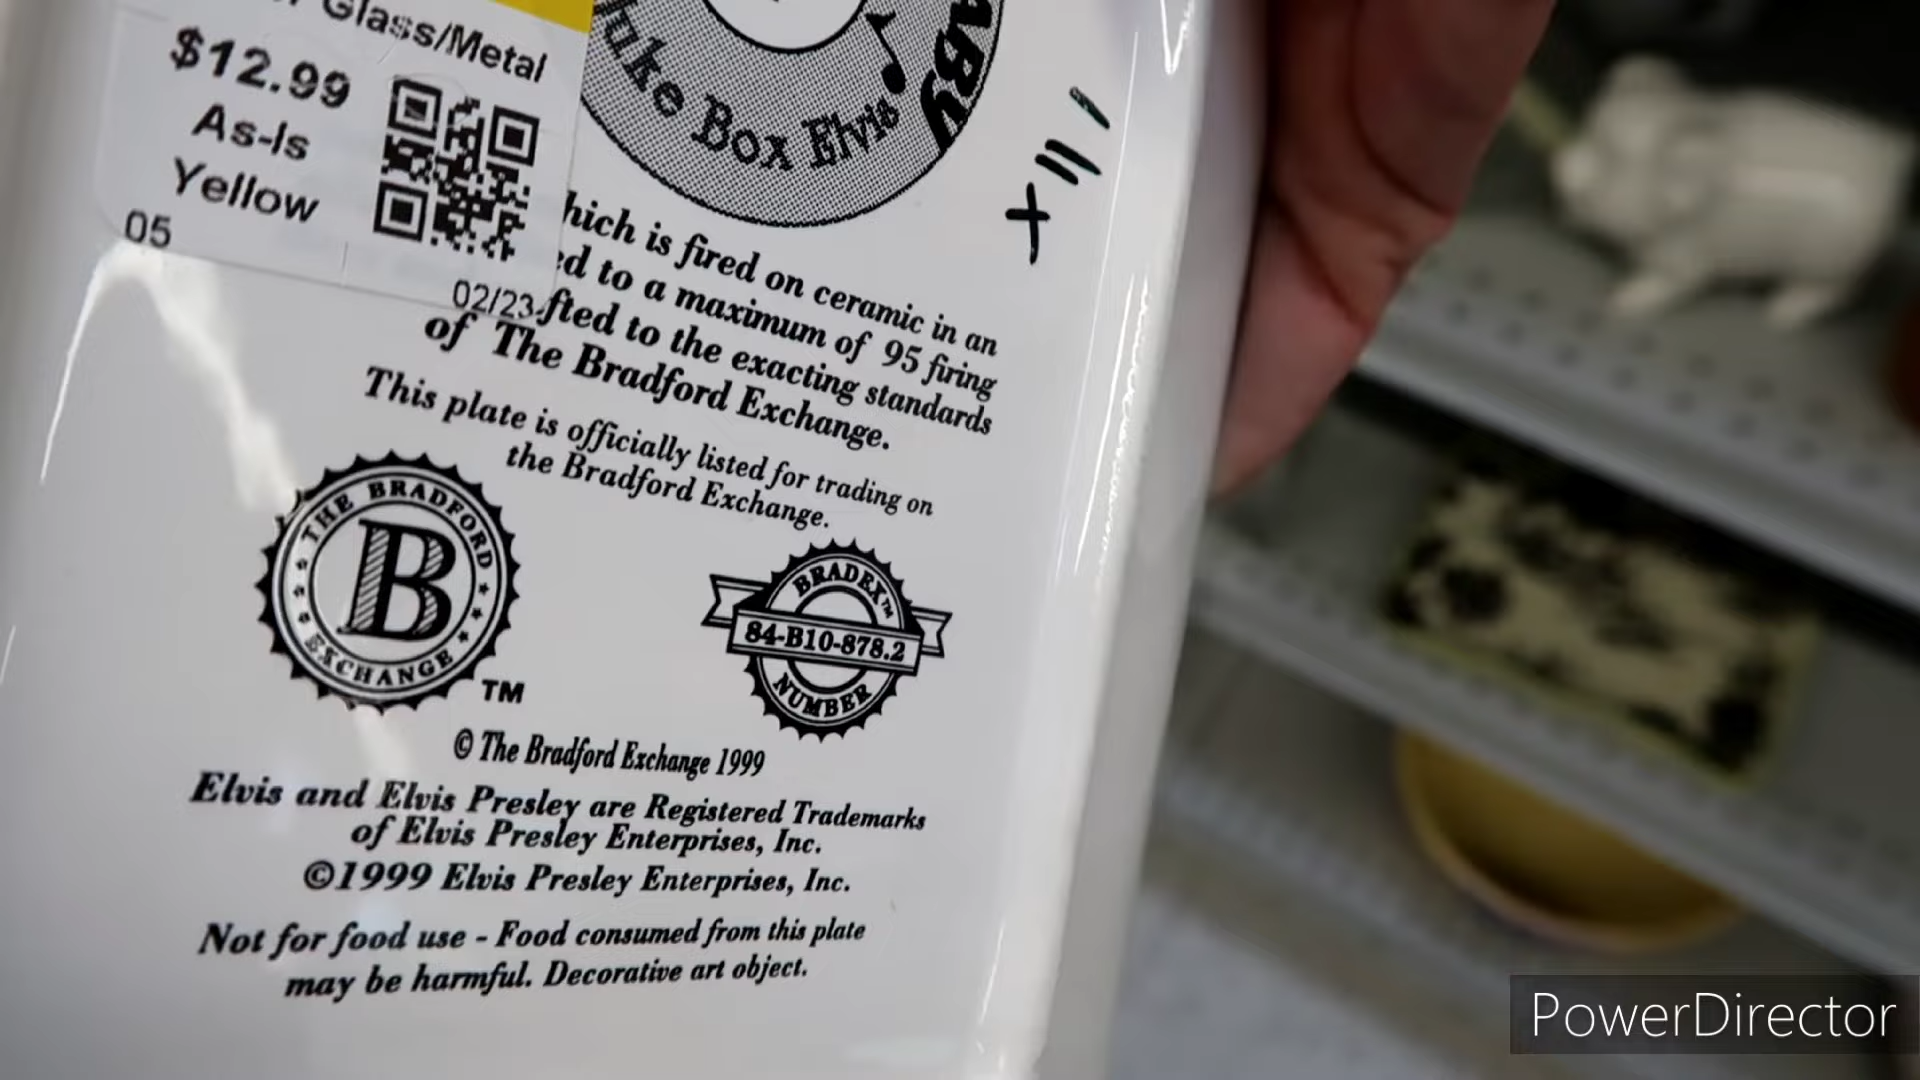 Glass/Metal
$12.99
As-Is
Yellow
05
02/23
Juke Box Elvis
hich is fired on ceramic in an
ed to a maximum of 95 firing
fted to the exacting standards
of The Bradford Exchange.
This plate is officially listed for trading on
the Bradford Exchange.
THE BRADFORD
B
EXCHANGE
TM
BRADEX™
84-B10-878.2
NUMBER
© The Bradford Exchange 1999
Elvis and Elvis Presley are Registered Trademarks
of Elvis Presley Enterprises, Inc.
©1999 Elvis Presley Enterprises, Inc.
Not for food use - Food consumed from this plate
may be harmful. Decorative art object.
PowerDirector